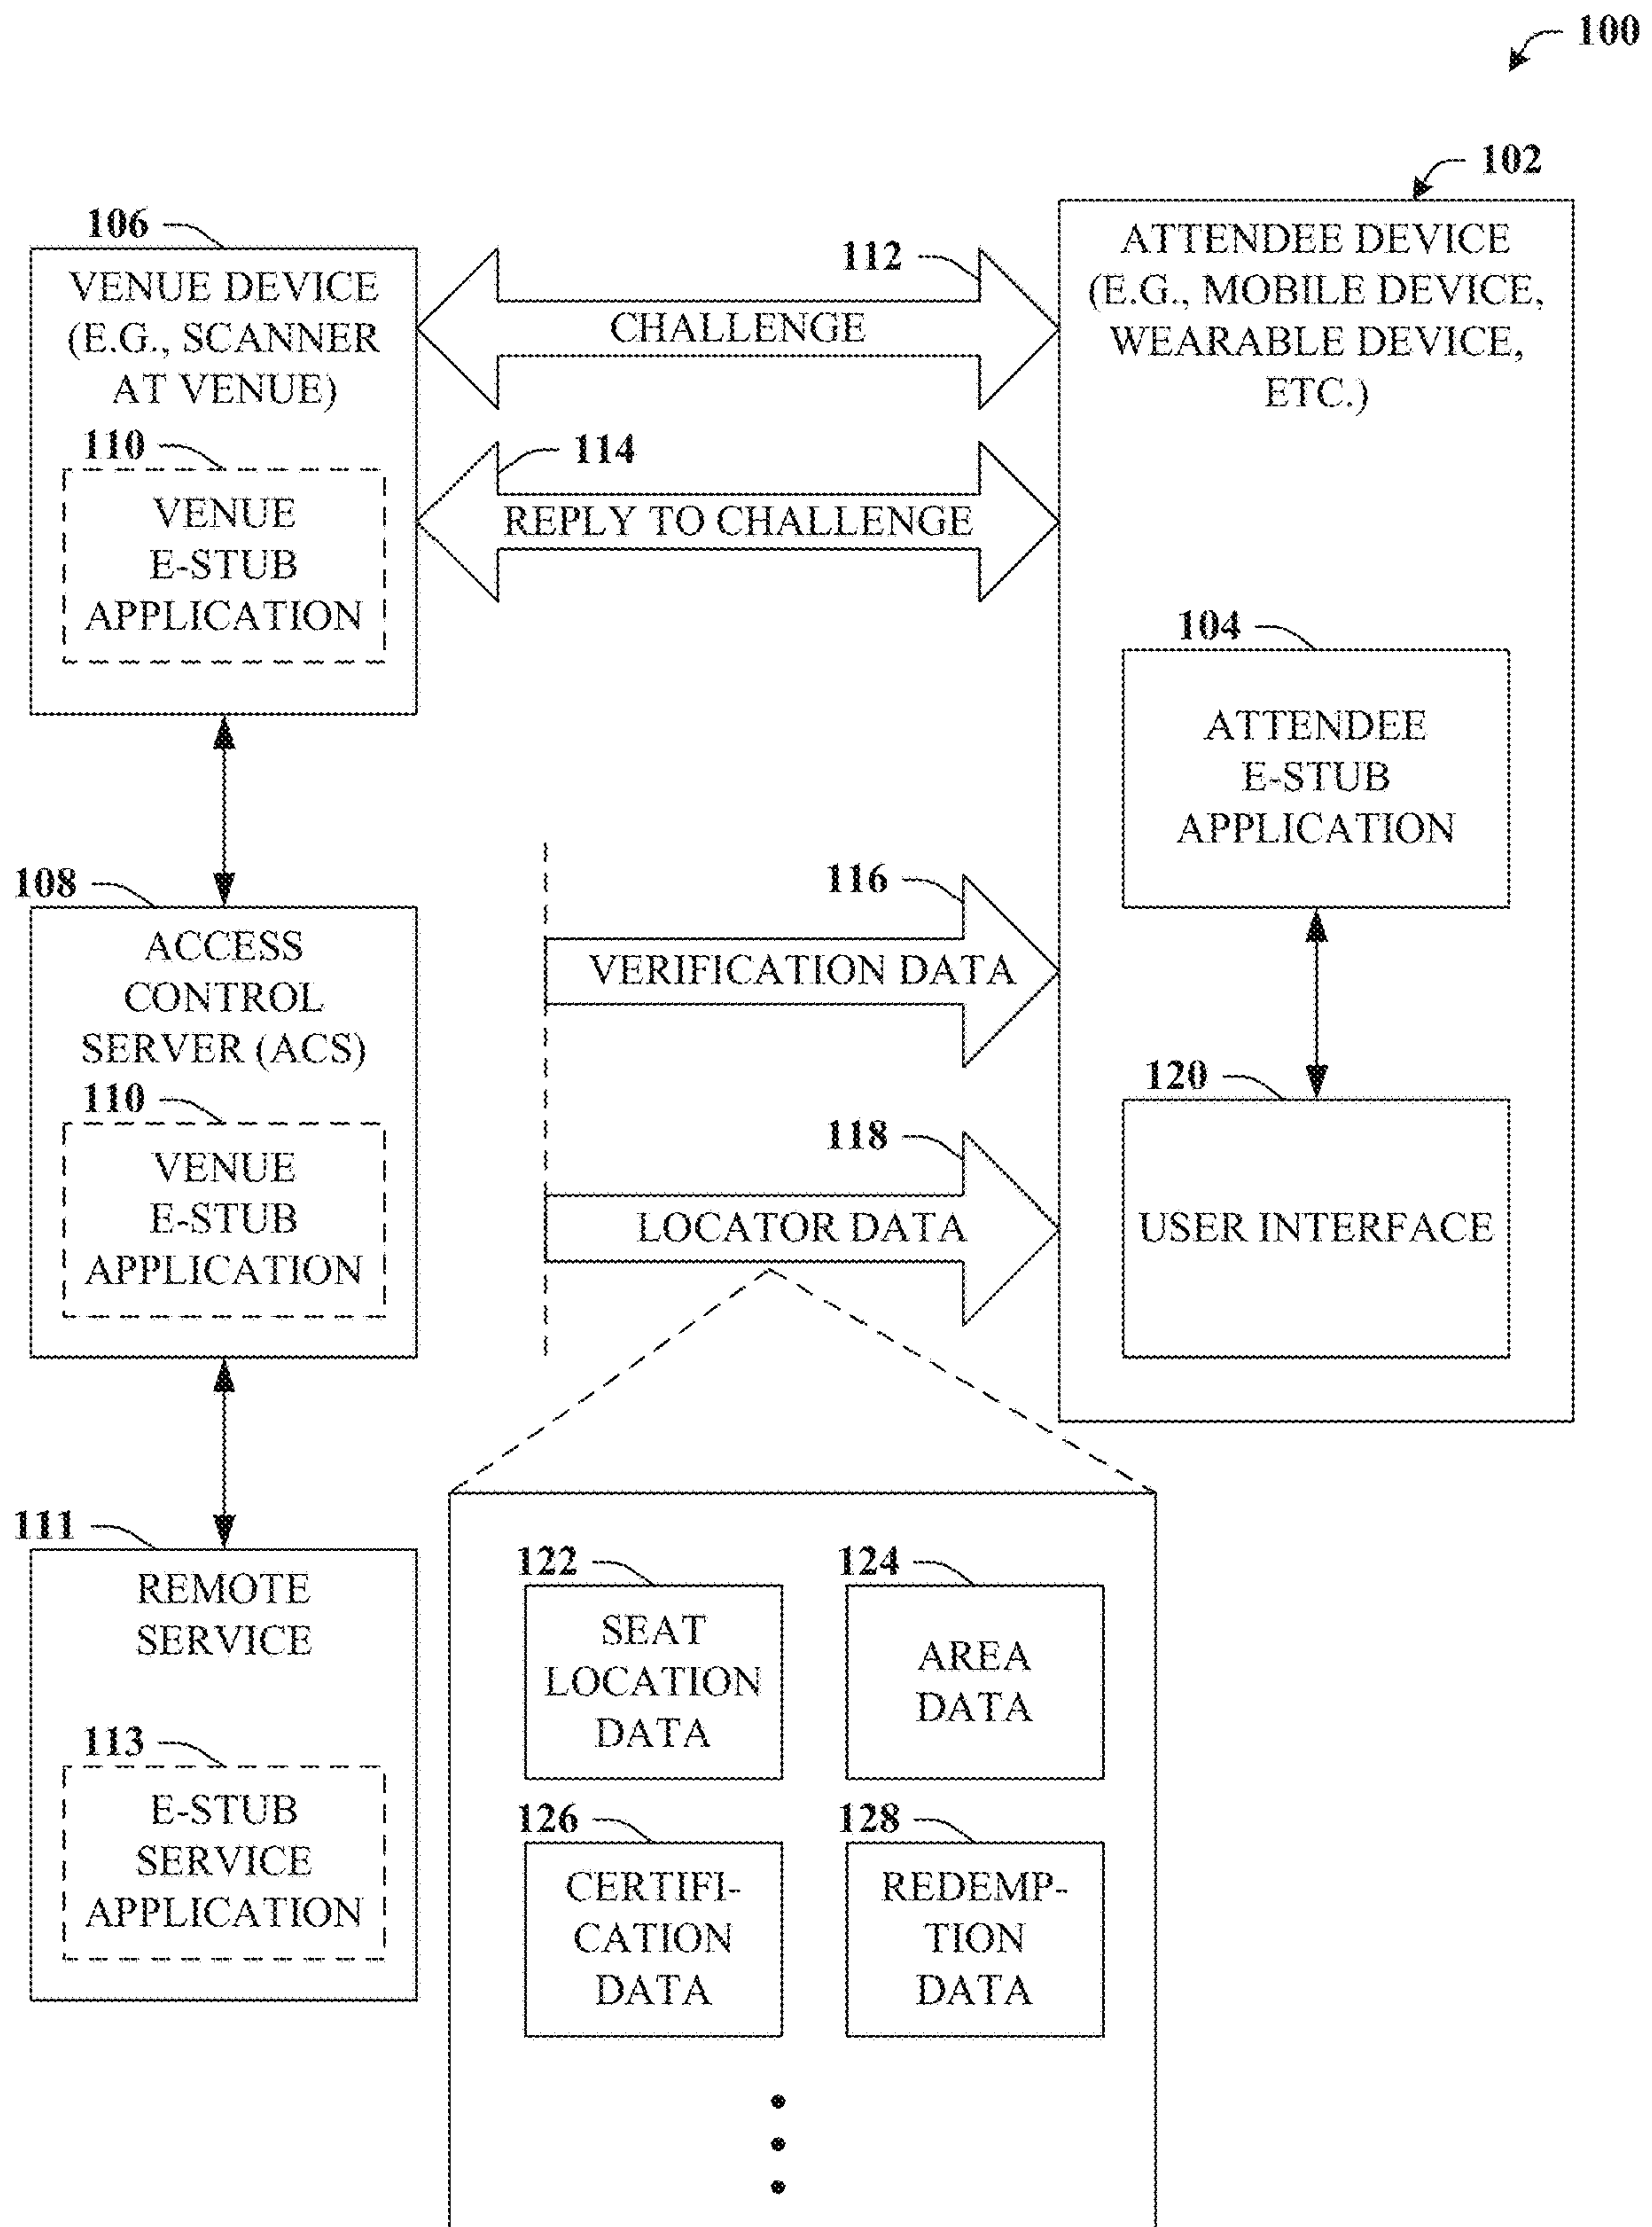 100
102
106
VENUE DEVICE
(E.G., SCANNER
AT VENUE)
110
VENUE
E-STUB
APPLICATION
112
CHALLENGE
114
REPLY TO CHALLENGE
ATTENDEE DEVICE
(E.G., MOBILE DEVICE,
WEARABLE DEVICE,
ETC.)
104
ATTENDEE
E-STUB
APPLICATION
108
ACCESS
CONTROL
SERVER (ACS)
110
VENUE
E-STUB
APPLICATION
116
VERIFICATION DATA
118
LOCATOR DATA
120
USER INTERFACE
111
REMOTE
SERVICE
113
E-STUB
SERVICE
APPLICATION
122
SEAT
LOCATION
DATA
124
AREA
DATA
126
CERTIFI-
CATION
DATA
128
REDEMP-
TION
DATA